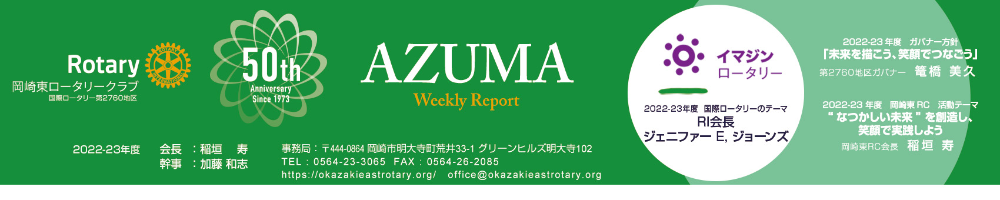 Rotary
岡崎東ロータリークラブ
国際ロータリー第2760地区
ROTARY
INTERNATIONAL
50th
Anniversary
Since 1973
AZUMA
Weekly Report
2022-23年度 会長 ：稲垣 寿
幹事 ：加藤 和志
事務局：〒444-0864 岡崎市明大寺町荒井33-1 グリーンヒルズ明大寺102
TEL : 0564-23-3065 FAX : 0564-26-2085
https://okazakieastrotary.org/ office@okazakieastrotary.org
イマジン
ロータリー
2022-23年度 国際ロータリーのテーマ
RI会長
ジェニファー E, ジョーンズ
2022-23 年度 ガバナー方針
「未来を描こう、笑顔でつなごう」
第2760地区ガバナー 篭橋 美久
2022-23 年度 岡崎東 RC 活動テーマ
“ なつかしい未来 ” を創造し、
笑顔で実践しよう
岡崎東RC会長 稲垣 寿